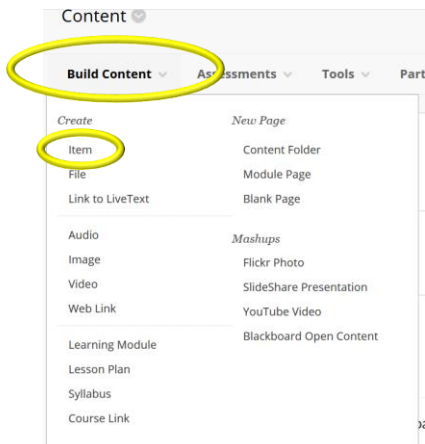 Content
Build Content
Assessments
Tools
Part
Create
Item
File
Link to LiveText
Audio
Image
Video
Web Link
Learning Module
Lesson Plan
Syllabus
Course Link
New Page
Content Folder
Module Page
Blank Page
Mashups
Flickr Photo
SlideShare Presentation
YouTube Video
Blackboard Open Content